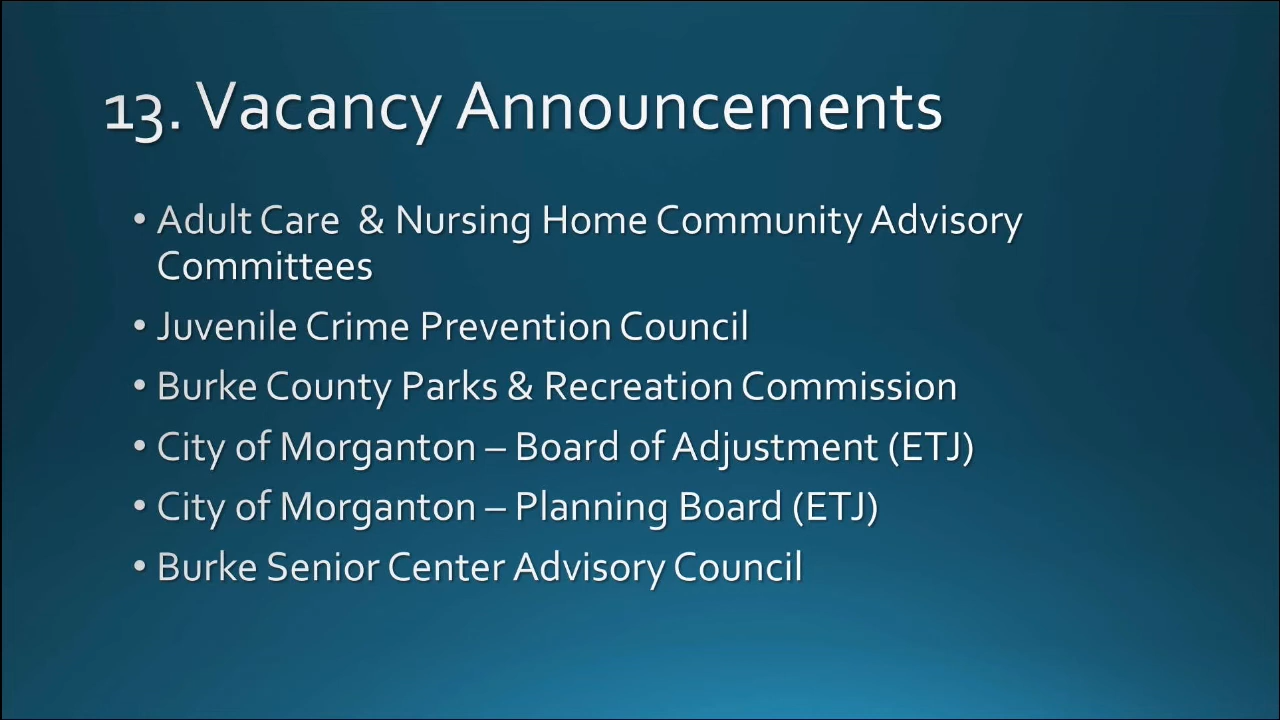 13. Vacancy Announcements
• Adult Care & Nursing Home Community Advisory
Committees
• Juvenile Crime Prevention Council
• Burke County Parks & Recreation Commission
• City of Morganton – Board of Adjustment (ETJ)
• City of Morganton – Planning Board (ETJ)
• Burke Senior Center Advisory Council